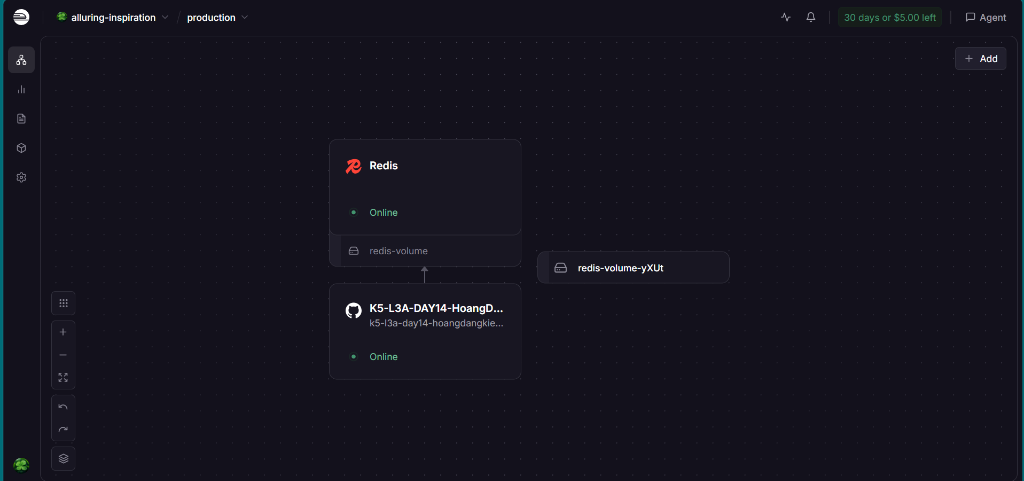 alluring-inspiration / production
30 days or $5.00 left
Agent
+ Add
Redis
Online
redis-volume
redis-volume-yXUt
K5-L3A-DAY14-HoangD...
k5-l3a-day14-hoangdangkie...
Online